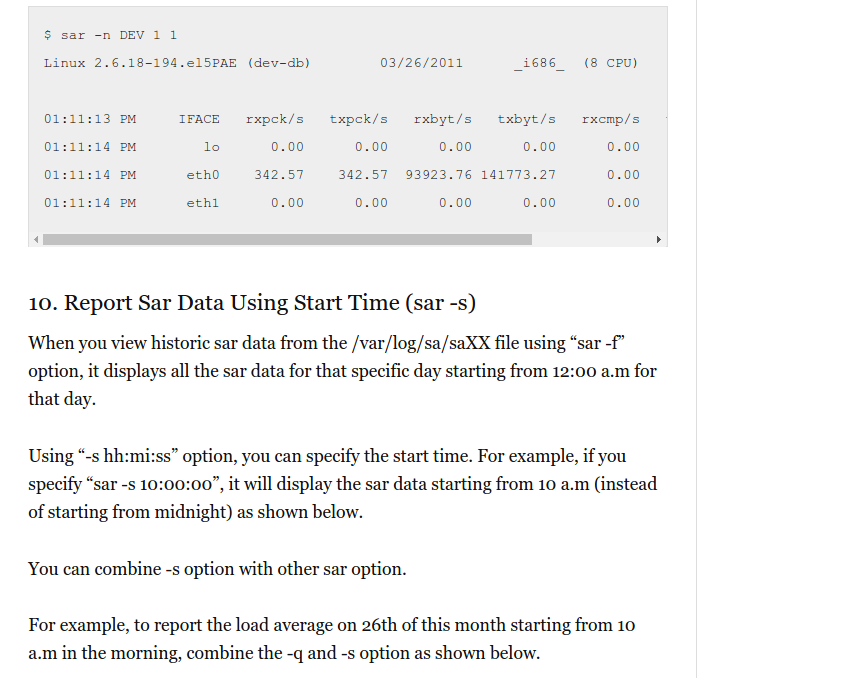 $ sar -n DEV 1 1
Linux 2.6.18-194.el5PAE (dev-db) 03/26/2011 _i686_ (8 CPU)
01:11:13 PM IFACE rxpck/s txpck/s rxbyt/s txbyt/s rxcmp/s
01:11:14 PM lo 0.00 0.00 0.00 0.00 0.00
01:11:14 PM eth0 342.57 342.57 93923.76 141773.27 0.00
01:11:14 PM eth1 0.00 0.00 0.00 0.00 0.00
10. Report Sar Data Using Start Time (sar -s)
When you view historic sar data from the /var/log/sa/saXX file using “sar -f”
option, it displays all the sar data for that specific day starting from 12:00 a.m for
that day.
Using “-s hh:mi:ss” option, you can specify the start time. For example, if you
specify “sar -s 10:00:00”, it will display the sar data starting from 10 a.m (instead
of starting from midnight) as shown below.
You can combine -s option with other sar option.
For example, to report the load average on 26th of this month starting from 10
a.m in the morning, combine the -q and -s option as shown below.